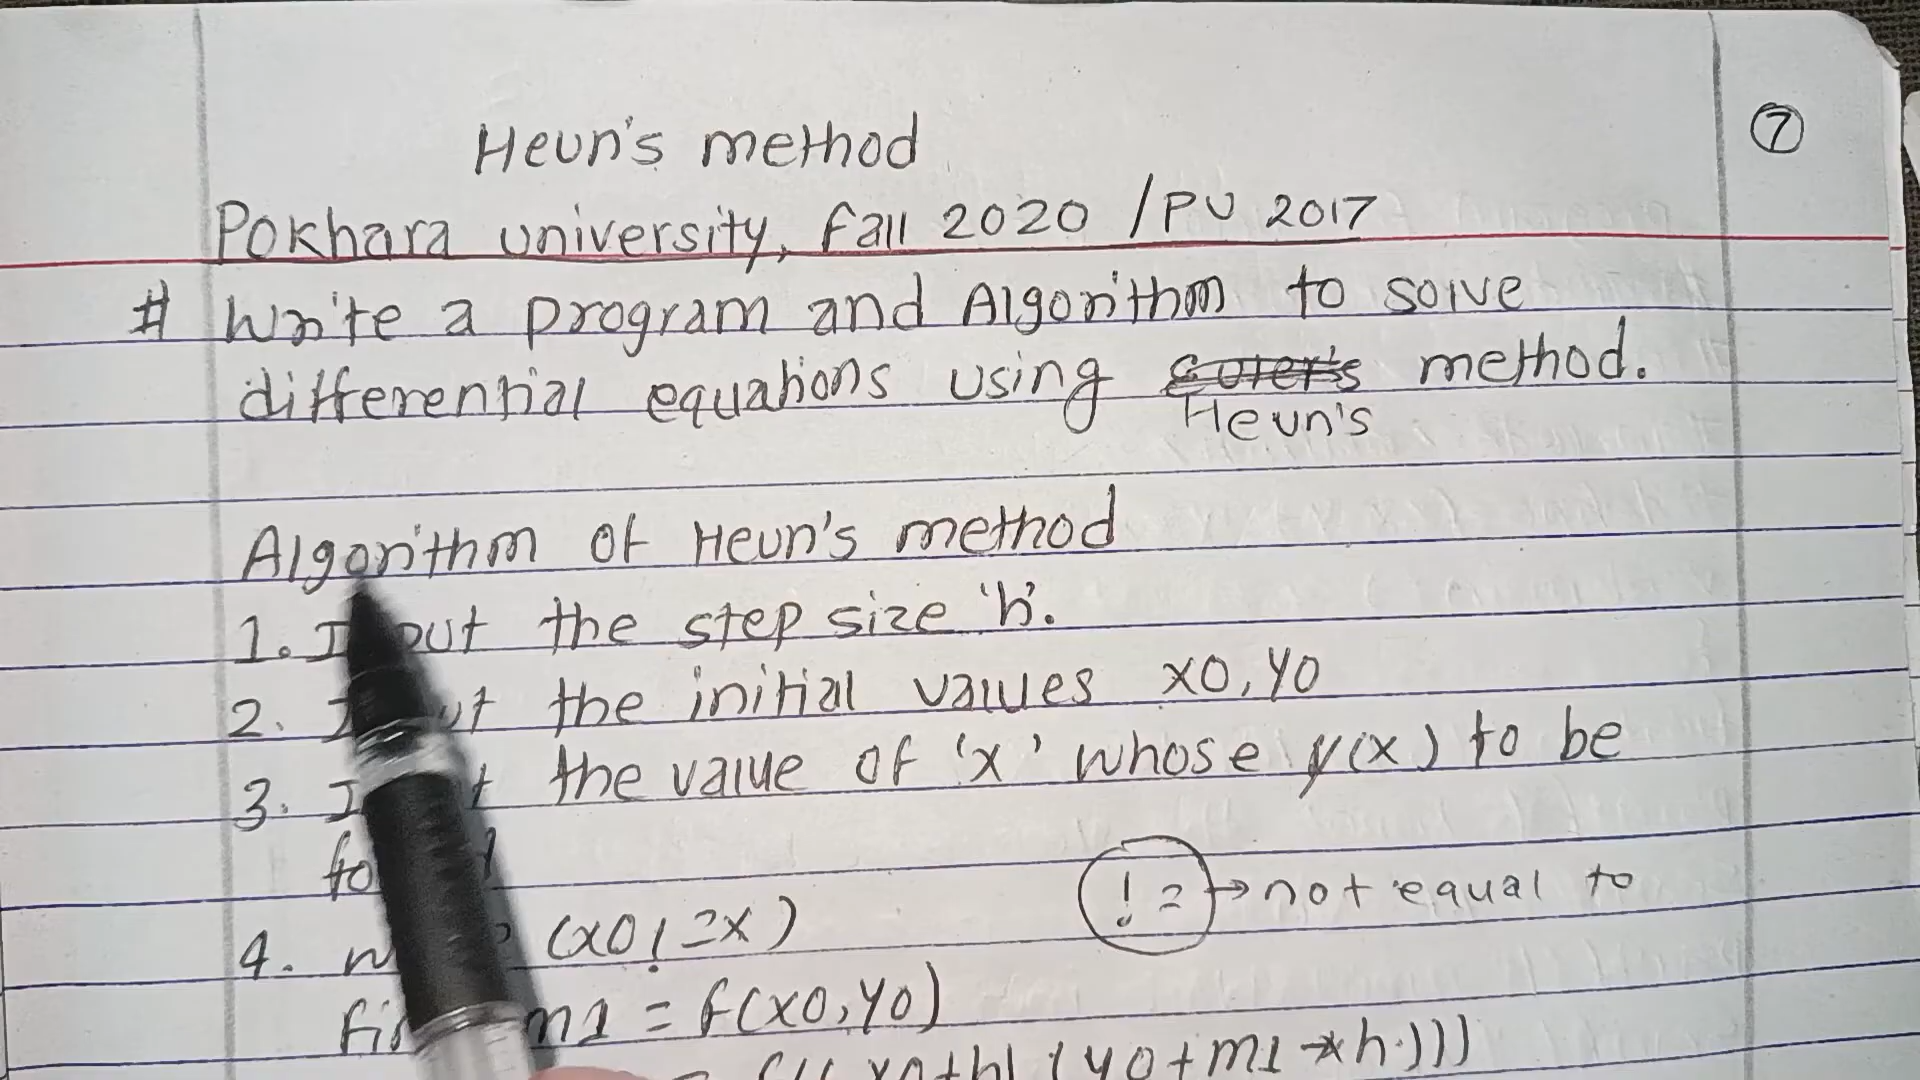 Heun's method
7
Pokhara university, Fall 2020 / PU 2017
# Write a program and Algorithm to solve
differential equations using method.
Heun's
Algorithm of Heun's method
1. the step size 'h'.
2. the initial values x0, y0
3. the value of 'x' whose y(x) to be
4. (x0!=x)
!= → not equal to
m1 = f(x0, y0)